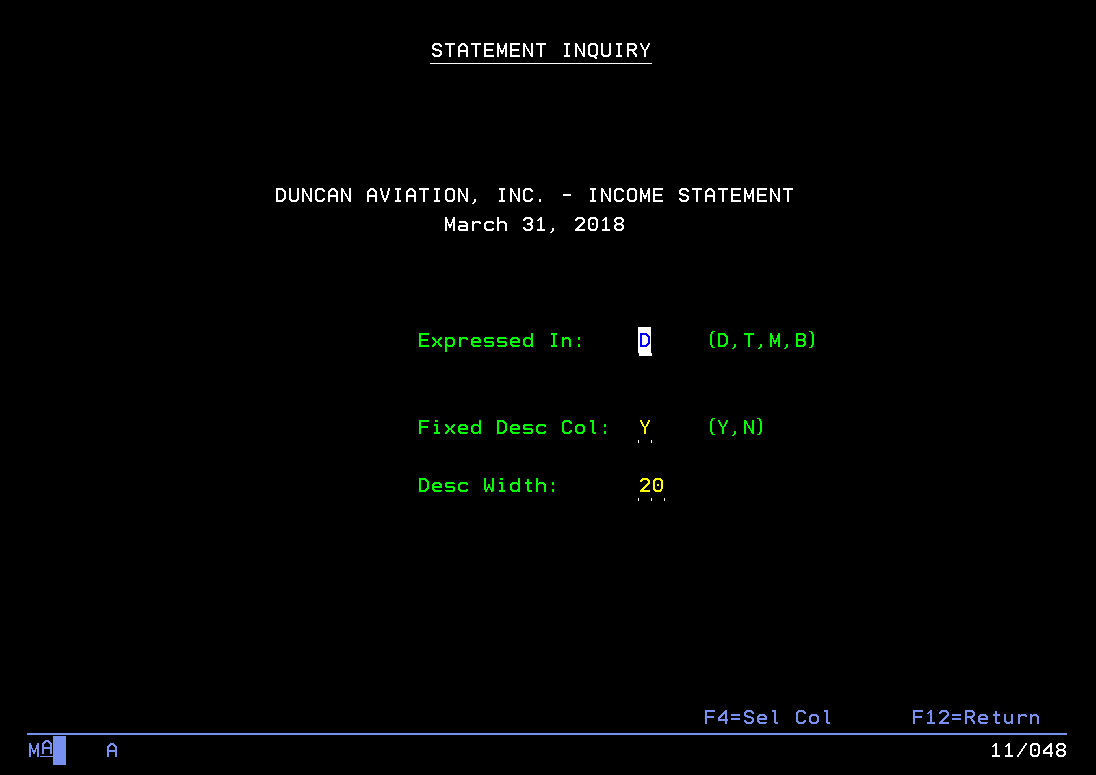 STATEMENT INQUIRY
DUNCAN AVIATION, INC. - INCOME STATEMENT
March 31, 2018
Expressed In: D (D,T,M,B)
Fixed Desc Col: Y (Y,N)
Desc Width: 20
F4=Sel Col F12=Return
MA A 11/048